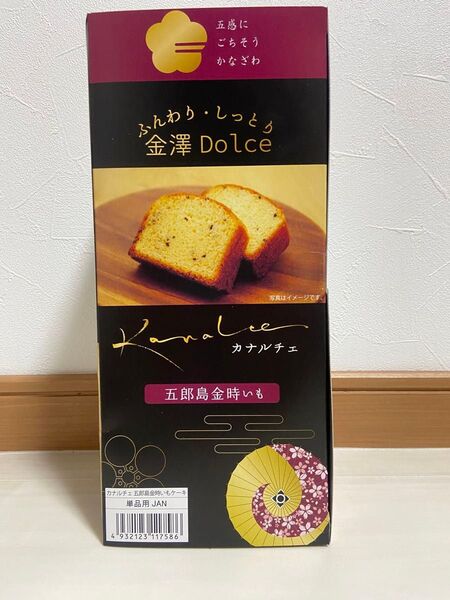 五感に
ごちそう
かなざわ
ふんわり・しっとり
金澤 Dolce
写真はイメージです。
KanaLce
カナルチェ
五郎島金時いも
カナルチェ 五郎島金時いもケーキ
単品用 JAN
4 932123 117586